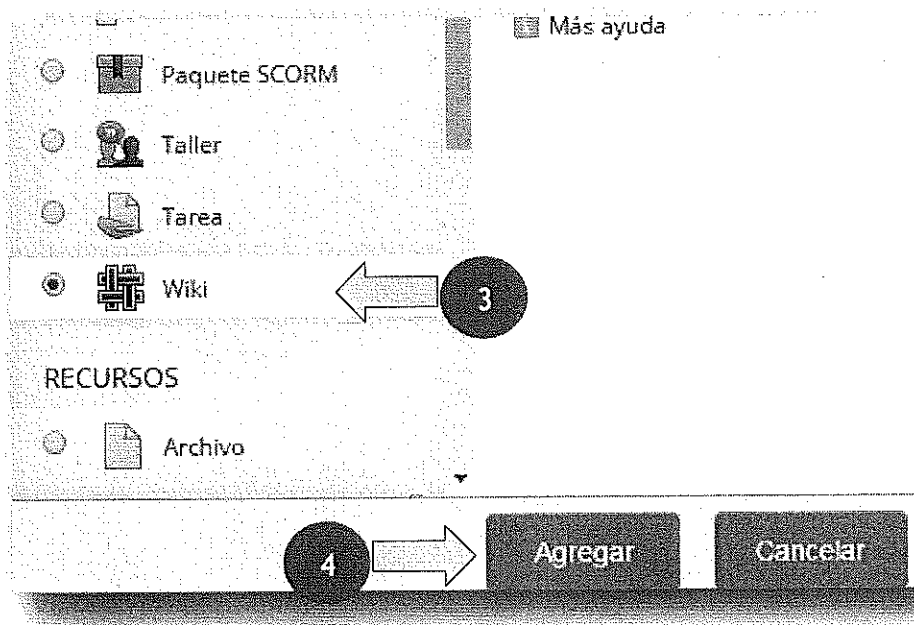 Más ayuda
Paquete SCORM
Taller
Tarea
Wiki
3
RECURSOS
Archivo
4
Agregar
Cancelar